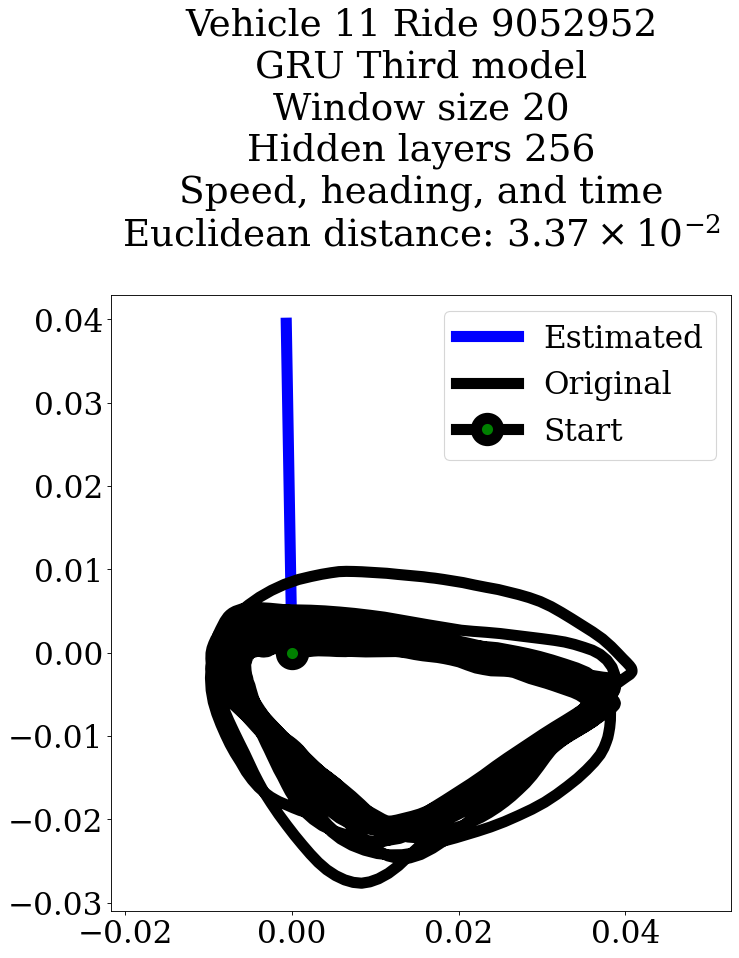 Vehicle 11 Ride 9052952
GRU Third model
Window size 20
Hidden layers 256
Speed, heading, and time
Euclidean distance: 3.37 × 10⁻²
Estimated
Original
Start
0.04
0.03
0.02
0.01
0.00
−0.01
−0.02
−0.03
−0.02 0.00 0.02 0.04